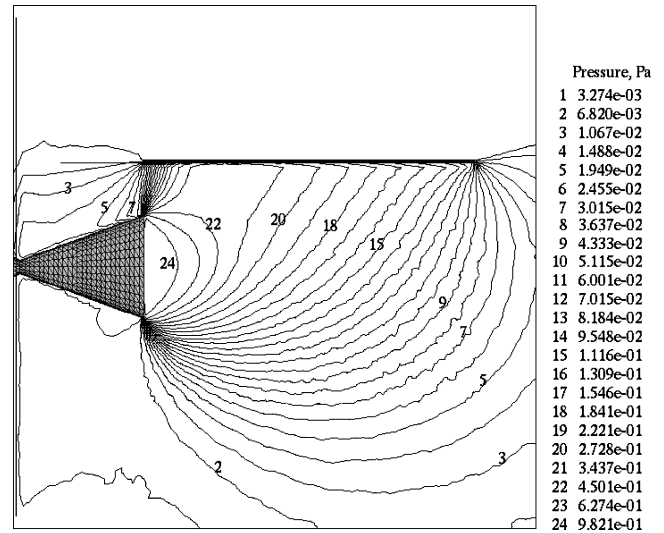 Pressure, Pa
1 3.274e-03
2 6.820e-03
3 1.067e-02
4 1.488e-02
5 1.949e-02
6 2.455e-02
7 3.015e-02
8 3.637e-02
9 4.333e-02
10 5.115e-02
11 6.001e-02
12 7.015e-02
13 8.184e-02
14 9.548e-02
15 1.116e-01
16 1.309e-01
17 1.546e-01
18 1.841e-01
19 2.221e-01
20 2.728e-01
21 3.437e-01
22 4.501e-01
23 6.274e-01
24 9.821e-01
3
5
7
22
20
18
15
24
9
7
5
3
2